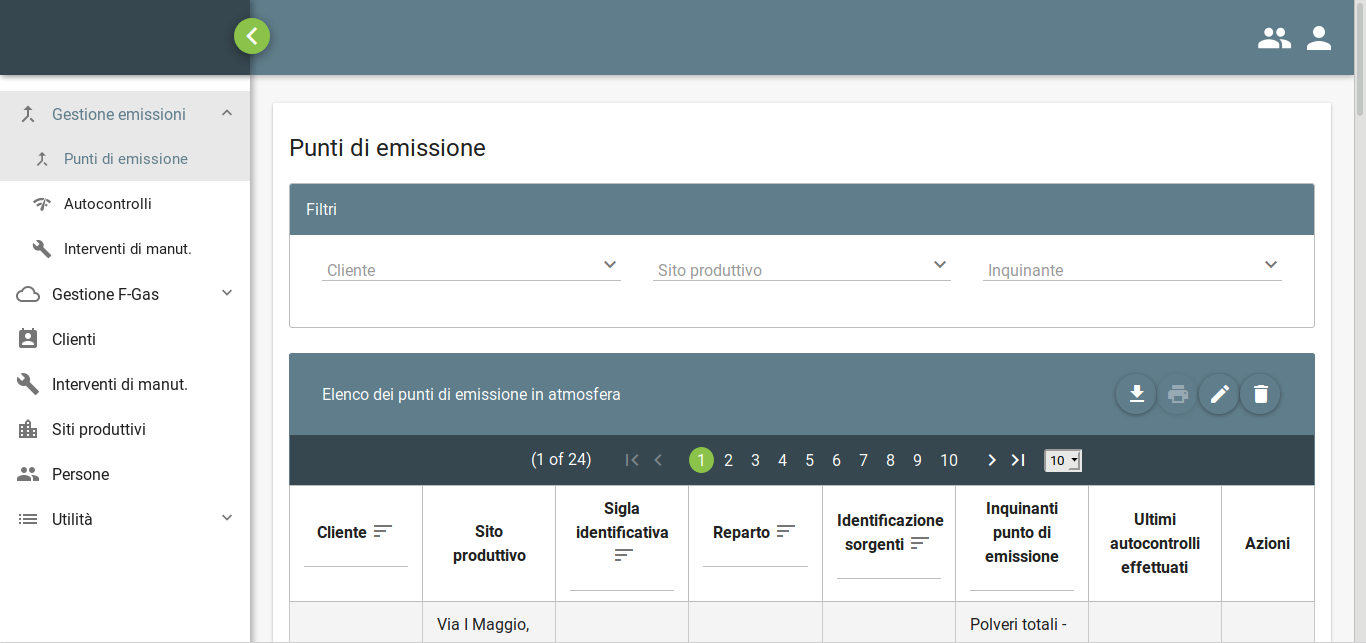 Gestione emissioni
Punti di emissione
Autocontrolli
Interventi di manut.
Gestione F-Gas
Clienti
Interventi di manut.
Siti produttivi
Persone
Utilità
Punti di emissione
Filtri
Cliente Sito produttivo Inquinante
Elenco dei punti di emissione in atmosfera
(1 of 24) 1 2 3 4 5 6 7 8 9 10 10
Cliente
Sito
produttivo
Sigla
identificativa
Reparto
Identificazione
sorgenti
Inquinanti
punto di
emissione
Ultimi
autocontrolli
effettuati
Azioni
Via I Maggio,
Polveri totali -